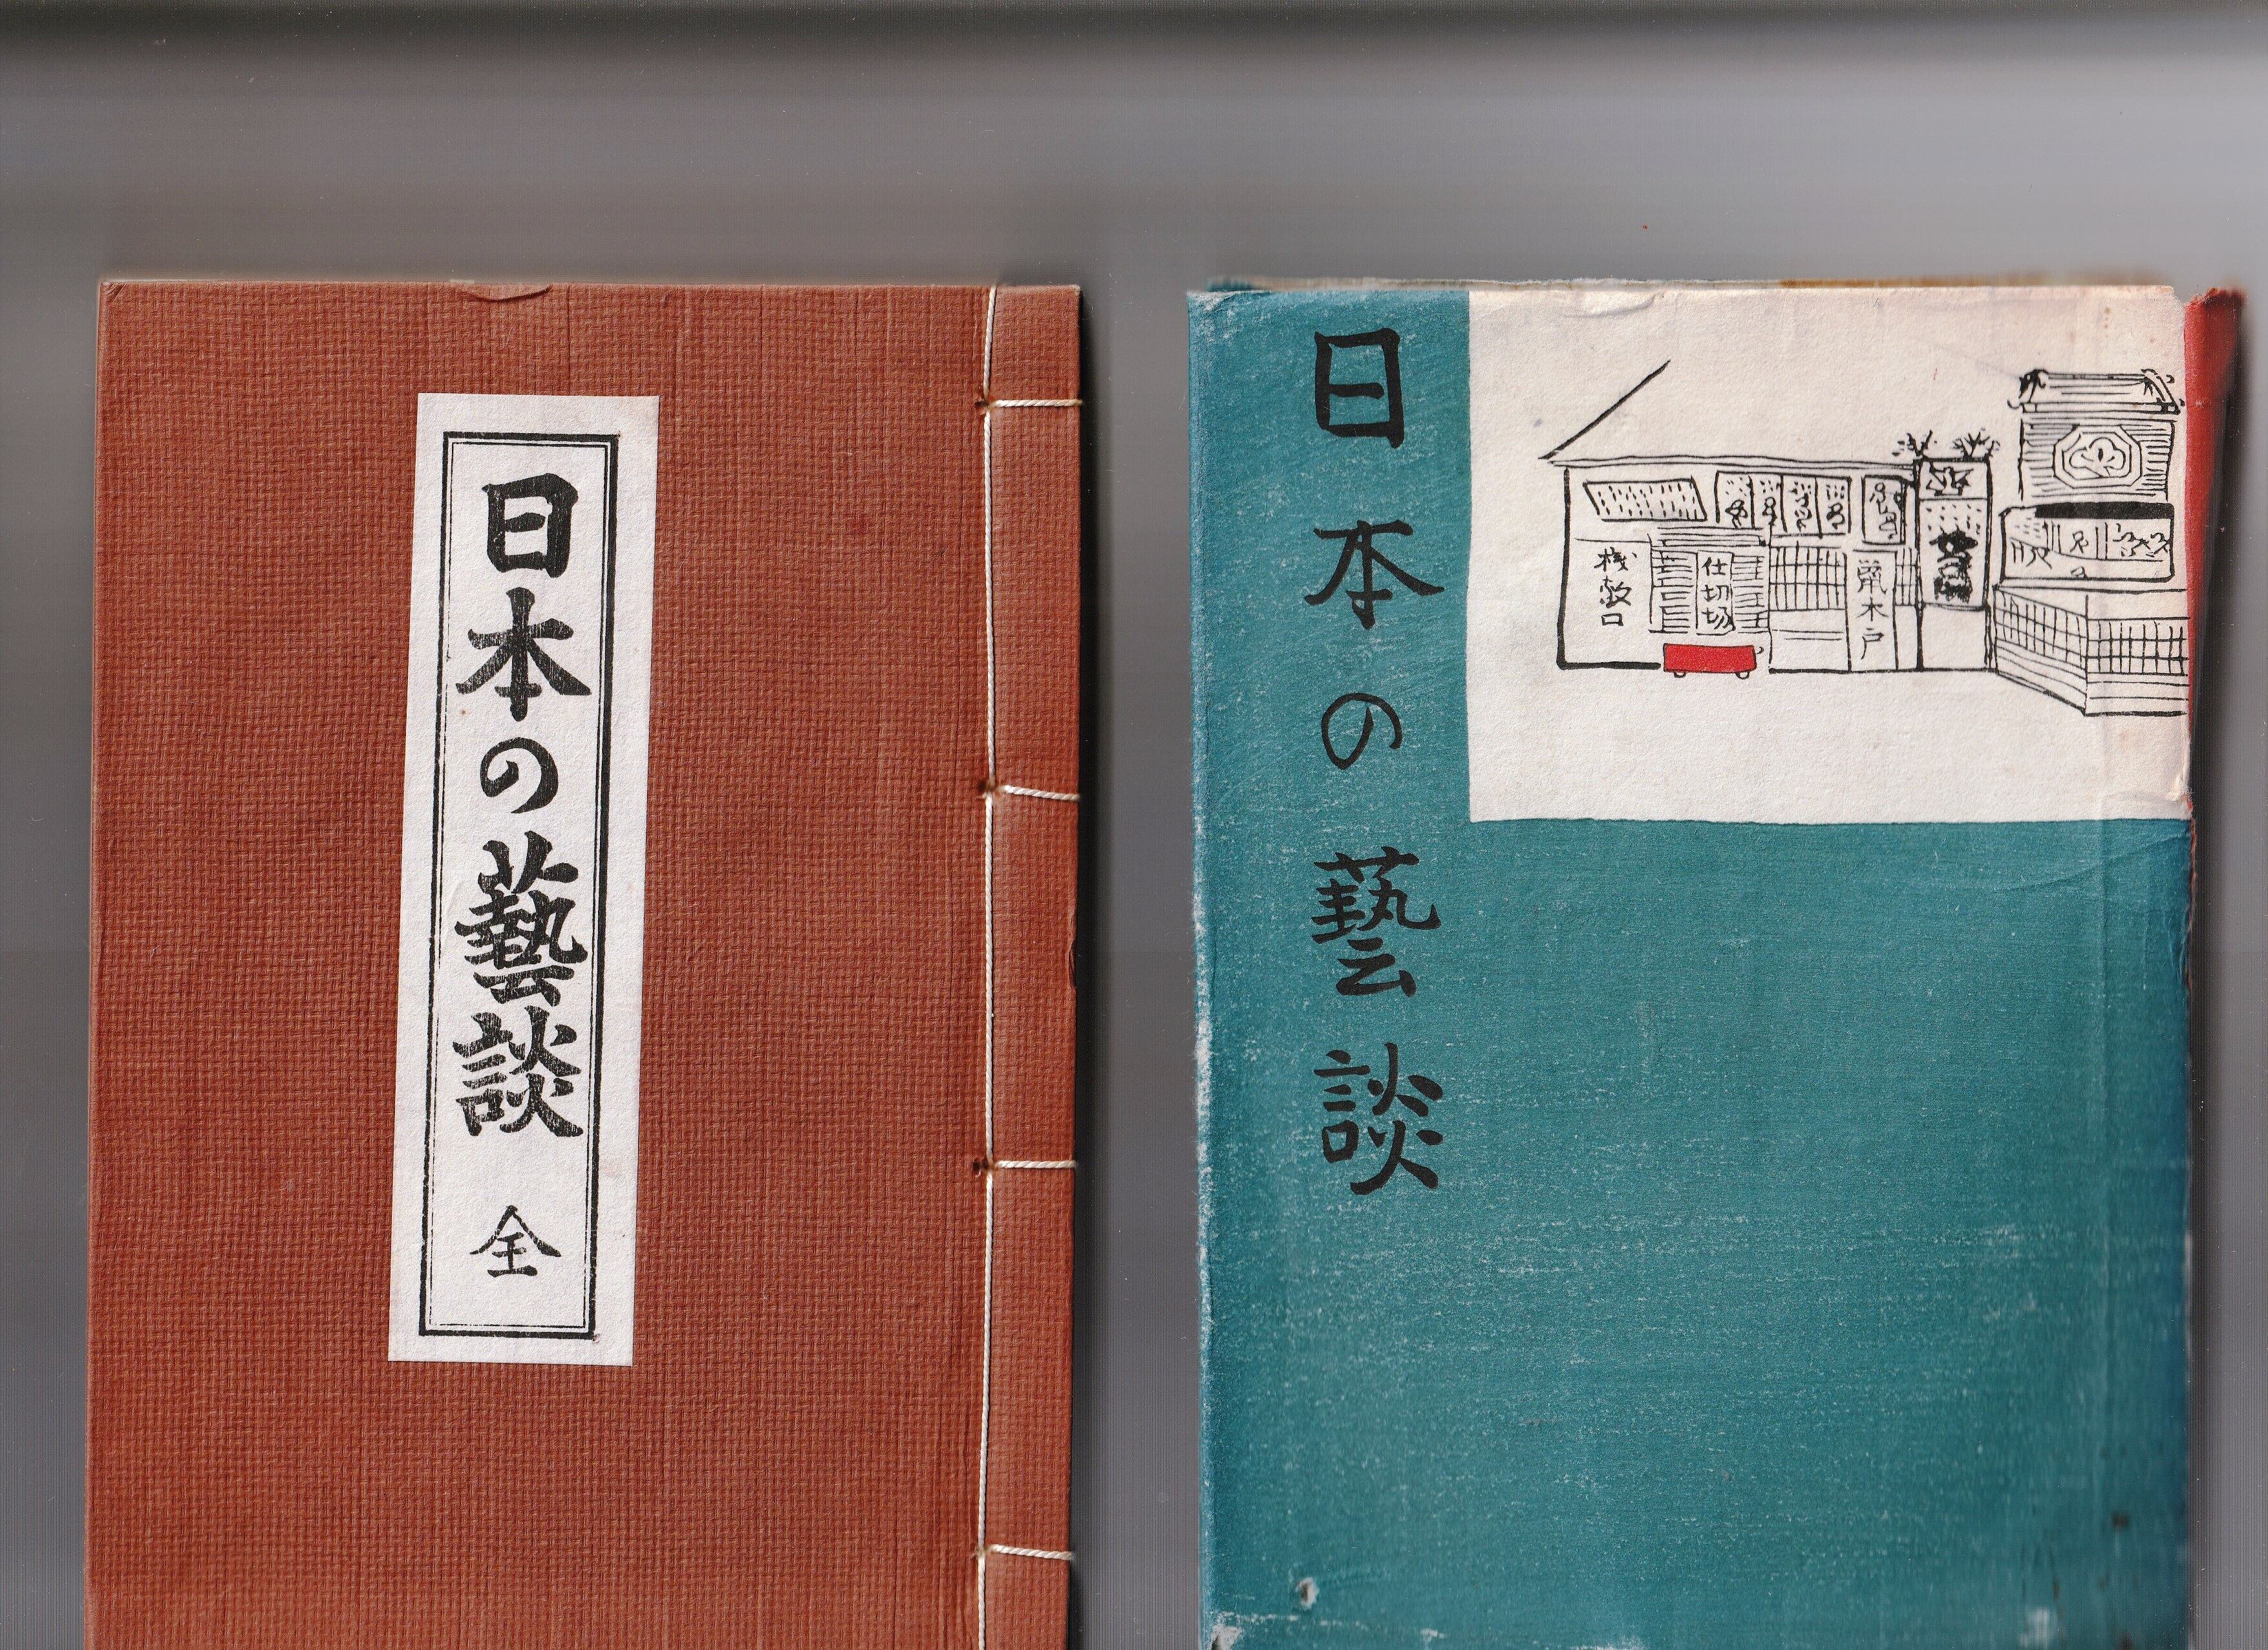 日本の藝談 全
日本の藝談
桟敷口
仕切場
鼠木戸